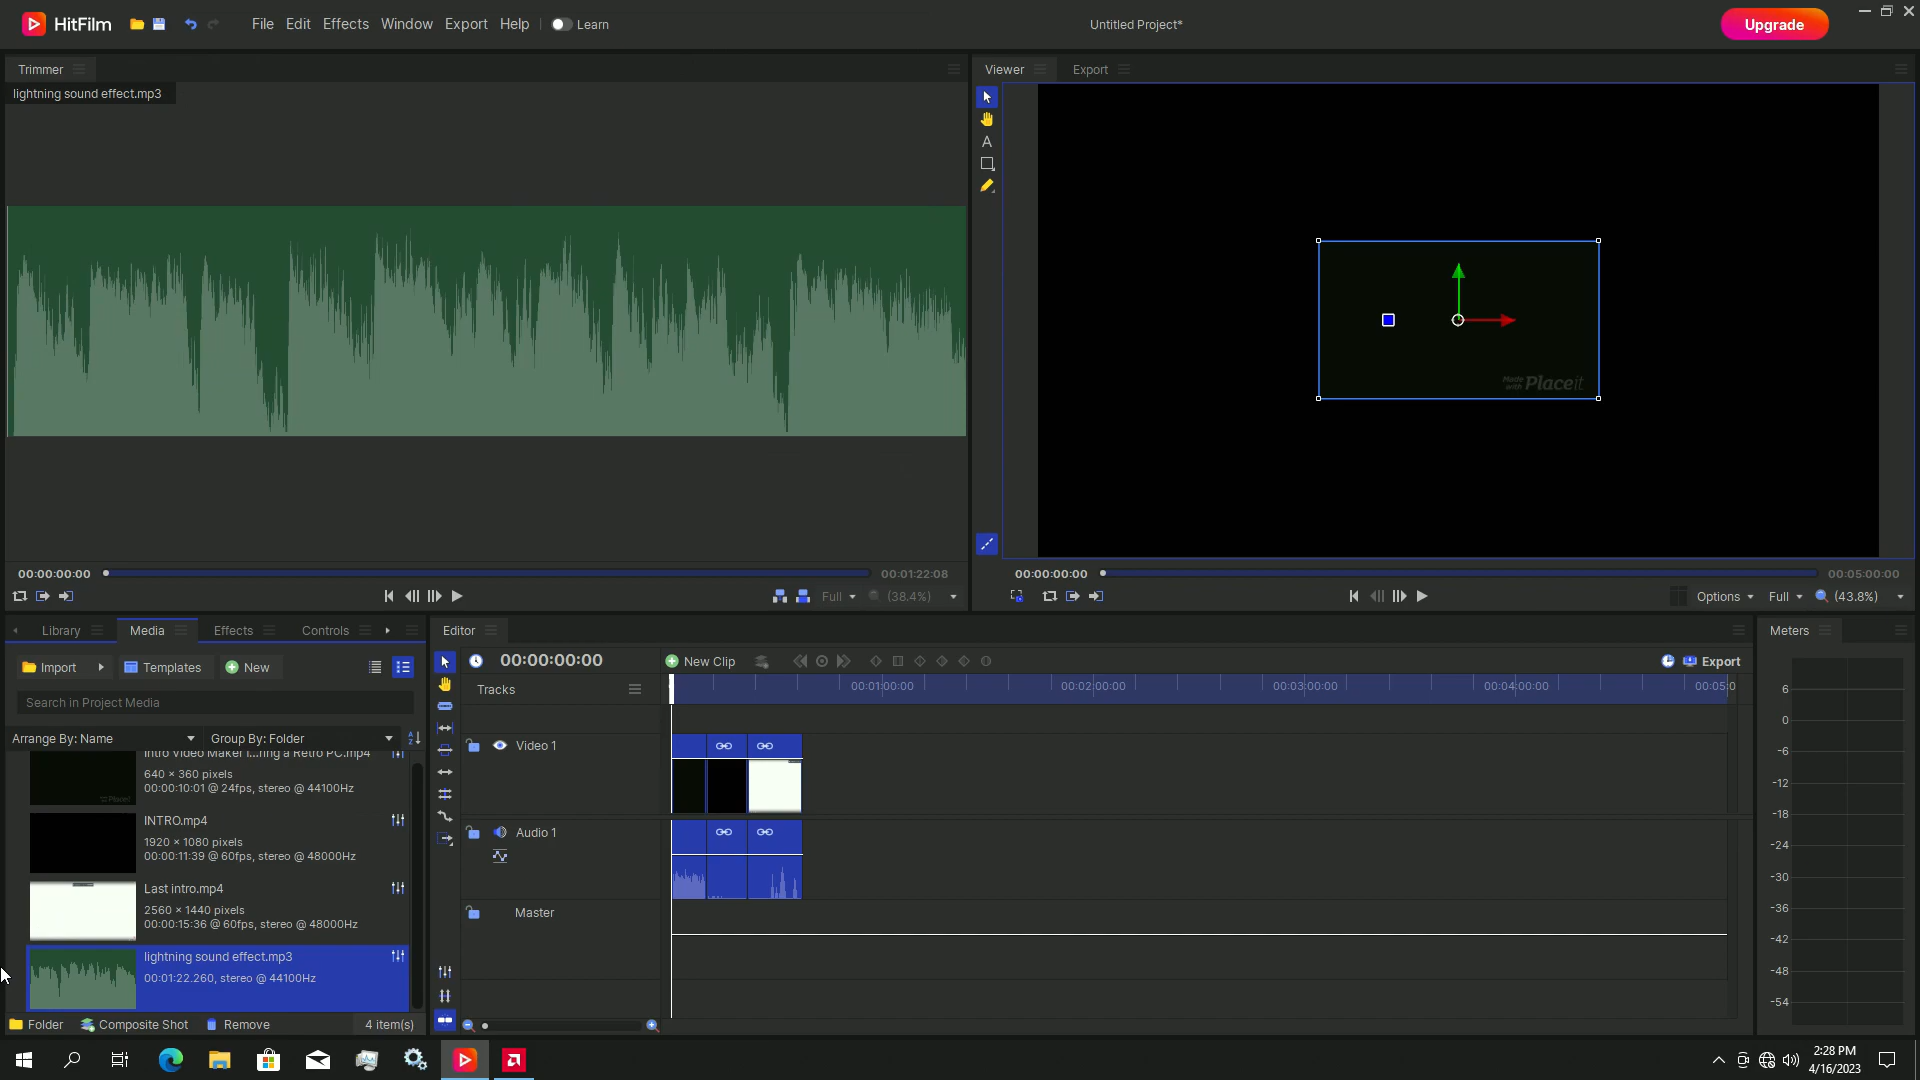 HitFilm
File Edit Effects Window Export Help Learn
Untitled Project*
Upgrade
Trimmer
lightning sound effect.mp3
Viewer Export
A
Made with Placeit
00:00:00:00 00:01:22:08
Full (38.4%)
00:00:00:00 00:05:00:00
Options Full (43.8%)
Library Media Effects Controls
Import Templates New
Search in Project Media
Arrange By: Name Group By: Folder
Intro Video Maker f...ring a Retro PC.mp4
640 × 360 pixels
00:00:10:01 @ 24fps, stereo @ 44100Hz
INTRO.mp4
1920 × 1080 pixels
00:00:11:39 @ 60fps, stereo @ 48000Hz
Last intro.mp4
2560 × 1440 pixels
00:00:15:36 @ 60fps, stereo @ 48000Hz
lightning sound effect.mp3
00:01:22.260, stereo @ 44100Hz
Folder Composite Shot Remove 4 item(s)
Editor
00:00:00:00 New Clip Export
Tracks
00:01:00:00 00:02:00:00 00:03:00:00 00:04:00:00 00:05:0
Video 1
Audio 1
Master
Meters
6
0
-6
-12
-18
-24
-30
-36
-42
-48
-54
2:28 PM
4/16/2023